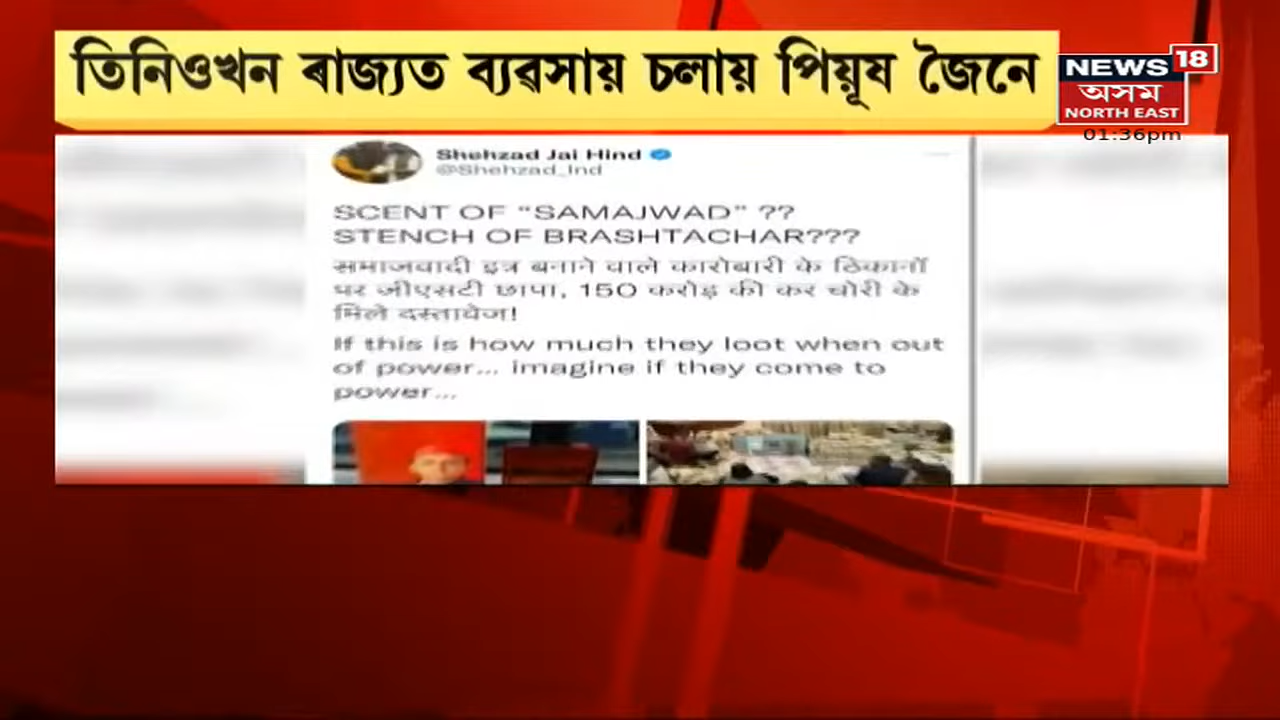 তিনিওখন ৰাজ্যত ব্যৱসায় চলায় পিয়ূষ জৈনে
NEWS 18
অসম
NORTH EAST
01:36pm
Shehzad Jai Hind
@Shehzad_Ind
SCENT OF “SAMAJWAD” ??
STENCH OF BRASHTACHAR???
समाजवादी इत्र बनाने वाले कारोबारी के ठिकानों
पर जीएसटी छापा, 150 करोड़ की कर चोरी के
मिले दस्तावेज!
If this is how much they loot when out
of power... imagine if they come to
power...